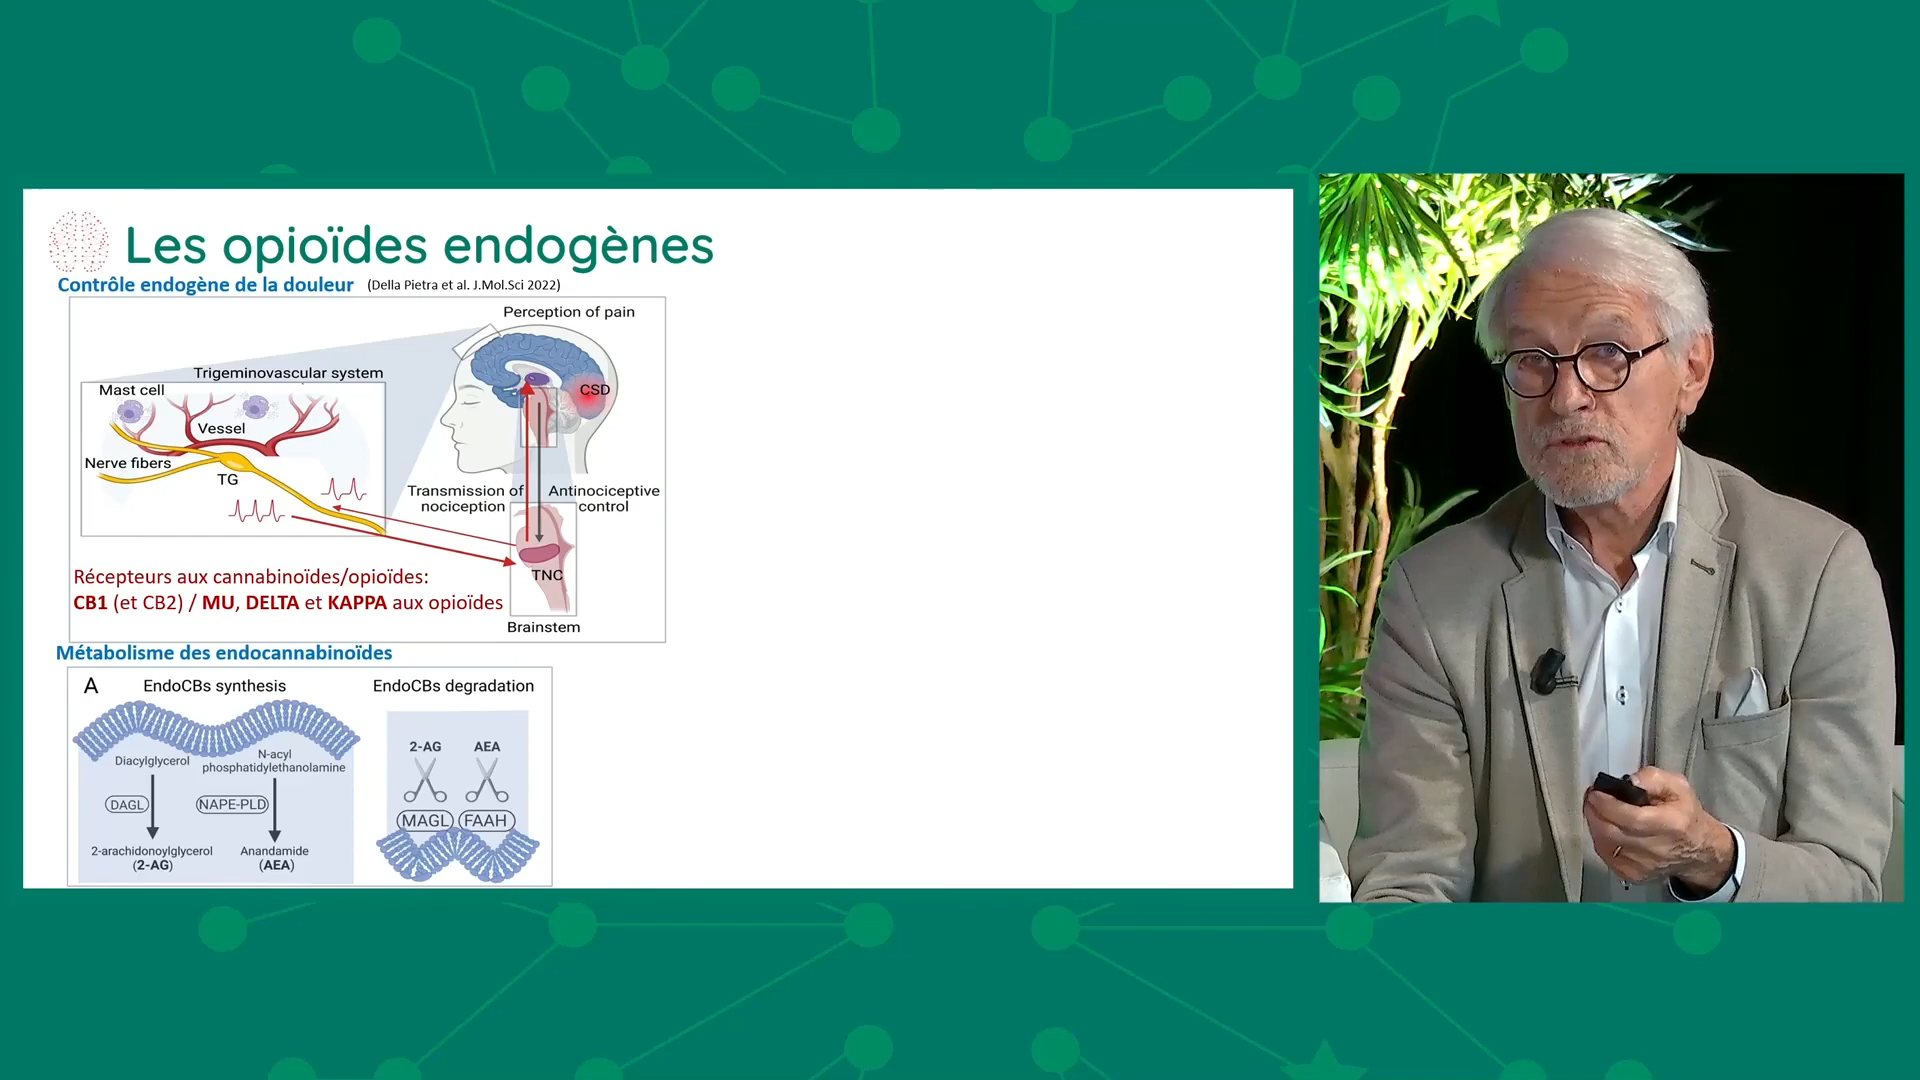 Les opioïdes endogènes
Contrôle endogène de la douleur (Della Pietra et al. J.Mol.Sci 2022)
Perception of pain
Trigeminovascular system
Mast cell
CSD
Vessel
Nerve fibers
TG
Transmission of
nociception
Antinociceptive
control
TNC
Récepteurs aux cannabinoïdes/opioïdes:
CB1 (et CB2) / MU, DELTA et KAPPA aux opioïdes
Brainstem
Métabolisme des endocannabinoïdes
A
EndoCBs synthesis
EndoCBs degradation
Diacylglycerol
N-acyl
phosphatidylethanolamine
DAGL
NAPE-PLD
2-arachidonoylglycerol
(2-AG)
Anandamide
(AEA)
2-AG
AEA
MAGL
FAAH